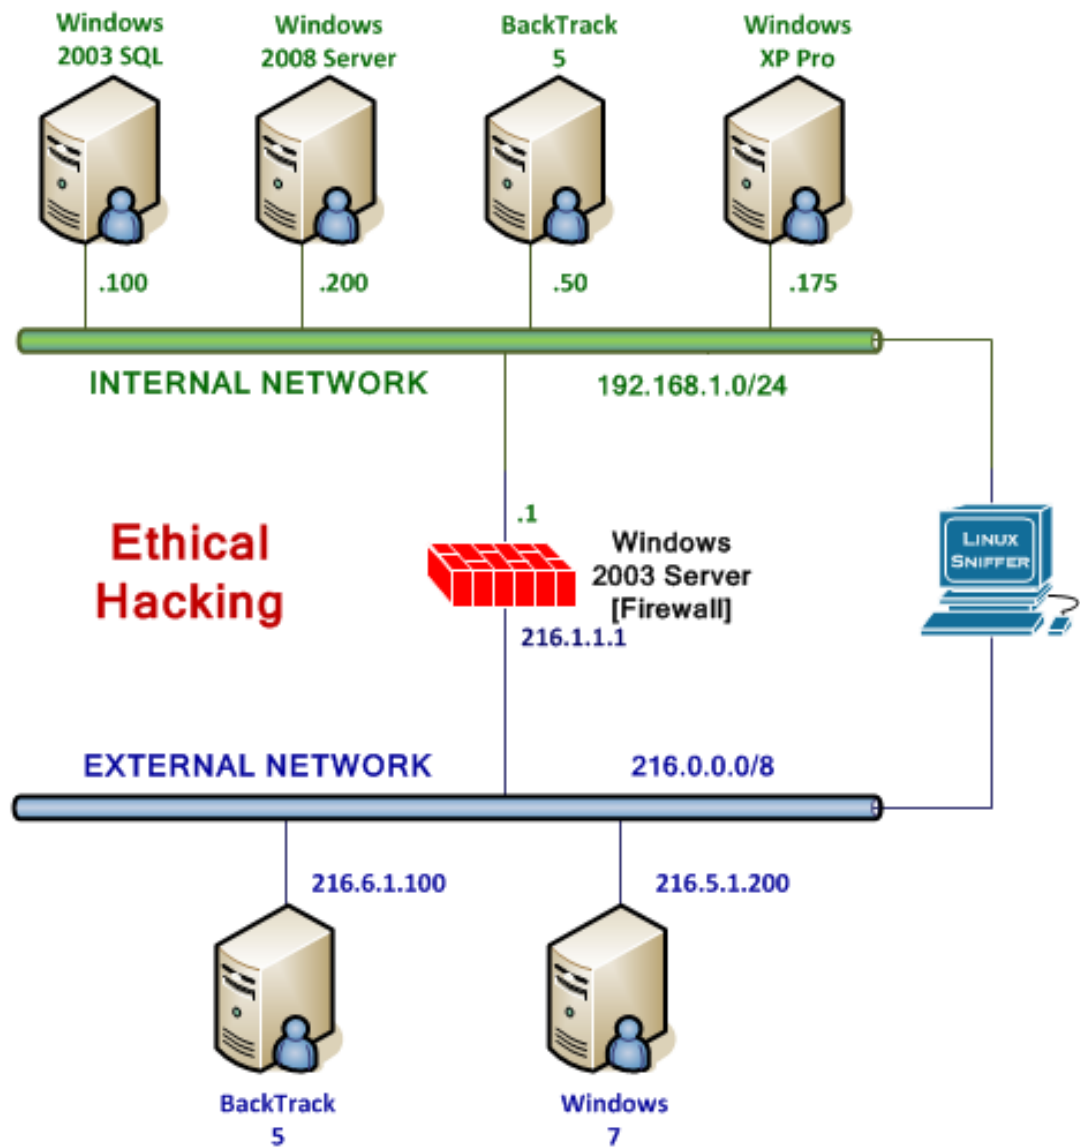 Windows
2003 SQL
Windows
2008 Server
BackTrack
5
Windows
XP Pro
.100
.200
.50
.175
INTERNAL NETWORK
192.168.1.0/24
Ethical
Hacking
.1
Windows
2003 Server
[Firewall]
216.1.1.1
LINUX
SNIFFER
EXTERNAL NETWORK
216.0.0.0/8
216.6.1.100
216.5.1.200
BackTrack
5
Windows
7